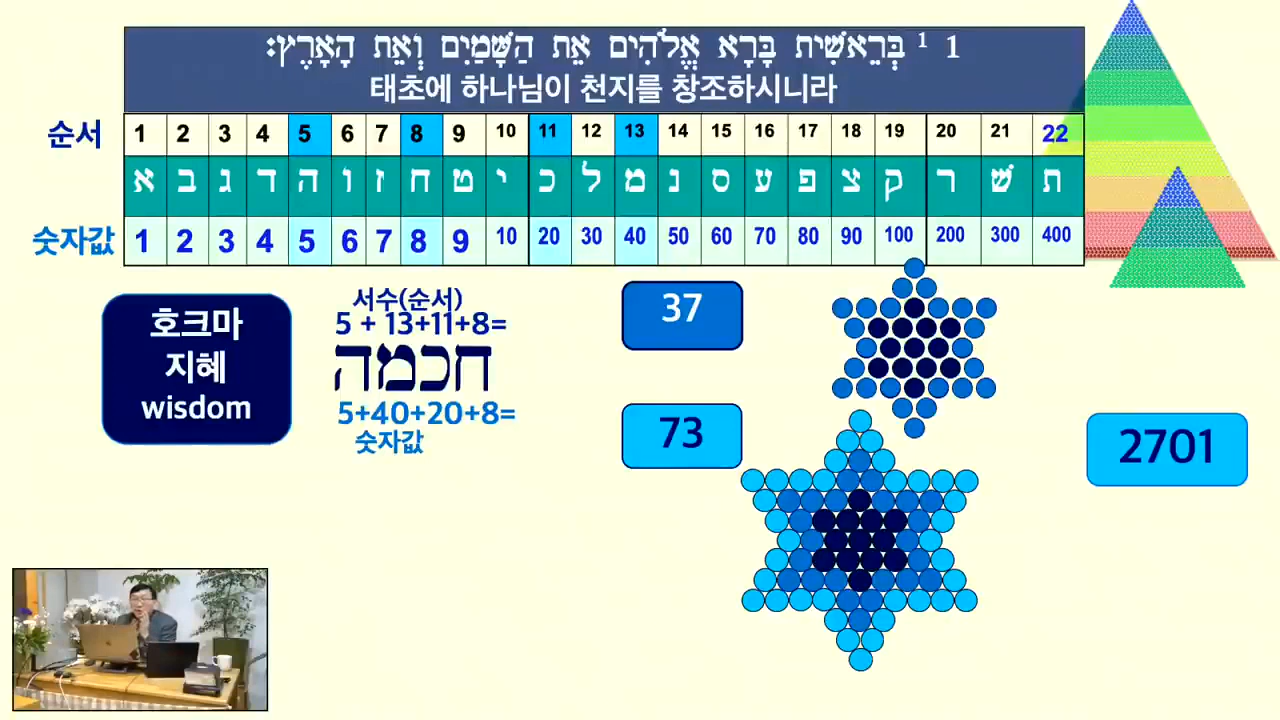 1 ¹ בְּרֵאשִׁית בָּרָא אֱלֹהִים אֵת הַשָּׁמַיִם וְאֵת הָאָרֶץ׃
태초에 하나님이 천지를 창조하시니라
순서 1 2 3 4 5 6 7 8 9 10 11 12 13 14 15 16 17 18 19 20 21 22
א ב ג ד ה ו ז ח ט י כ ל מ נ ס ע פ צ ק ר שׁ ת
숫자값 1 2 3 4 5 6 7 8 9 10 20 30 40 50 60 70 80 90 100 200 300 400
호크마
지혜
wisdom
서수(순서)
5 + 13+11+8=
חכמה
5+40+20+8=
숫자값
37
73
2701